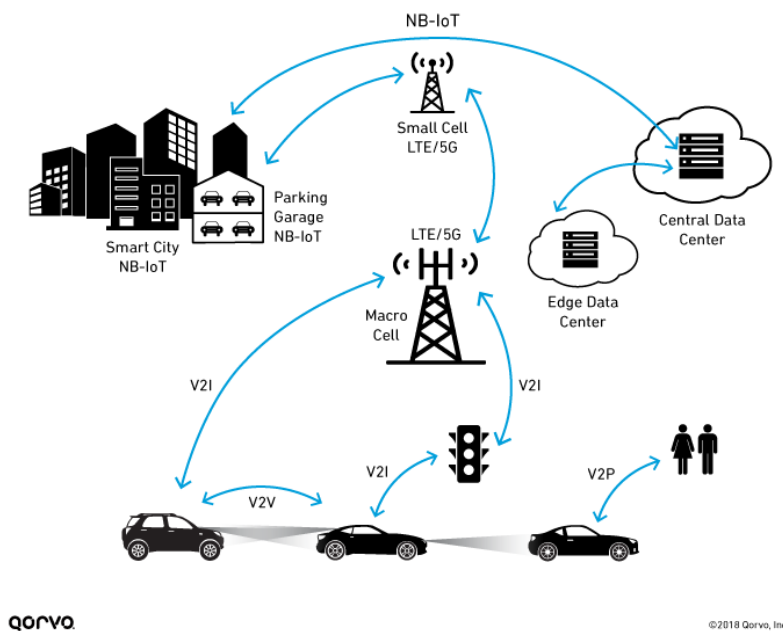 NB-IoT
Small Cell
LTE/5G
Parking
Garage
NB-IoT
Smart City
NB-IoT
Central Data
Center
LTE/5G
Edge Data
Center
Macro
Cell
V2I
V2I
V2I
V2P
V2V
QORVO
©2018 Qorvo, Inc